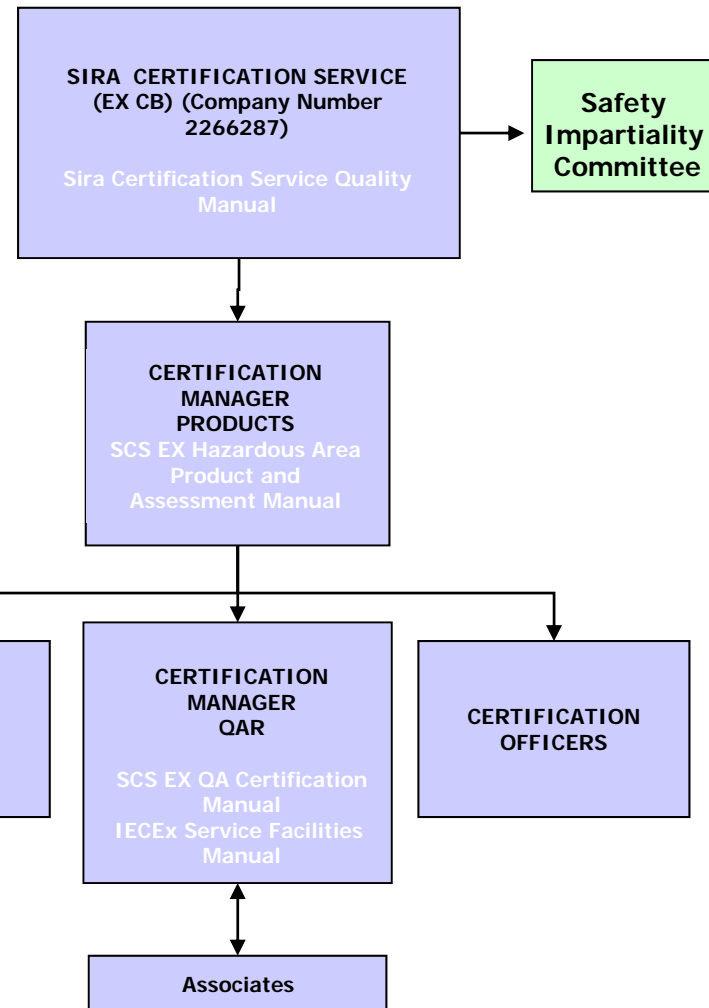 SIRA CERTIFICATION SERVICE
(EX CB) (Company Number
2266287)
Sira Certification Service Quality
Manual
Safety
Impartiality
Committee
CERTIFICATION
MANAGER
PRODUCTS
SCS EX Hazardous Area
Product and
Assessment Manual
CERTIFICATION
MANAGER
QAR
SCS EX QA Certification
Manual
IECEx Service Facilities
Manual
CERTIFICATION
OFFICERS
Associates